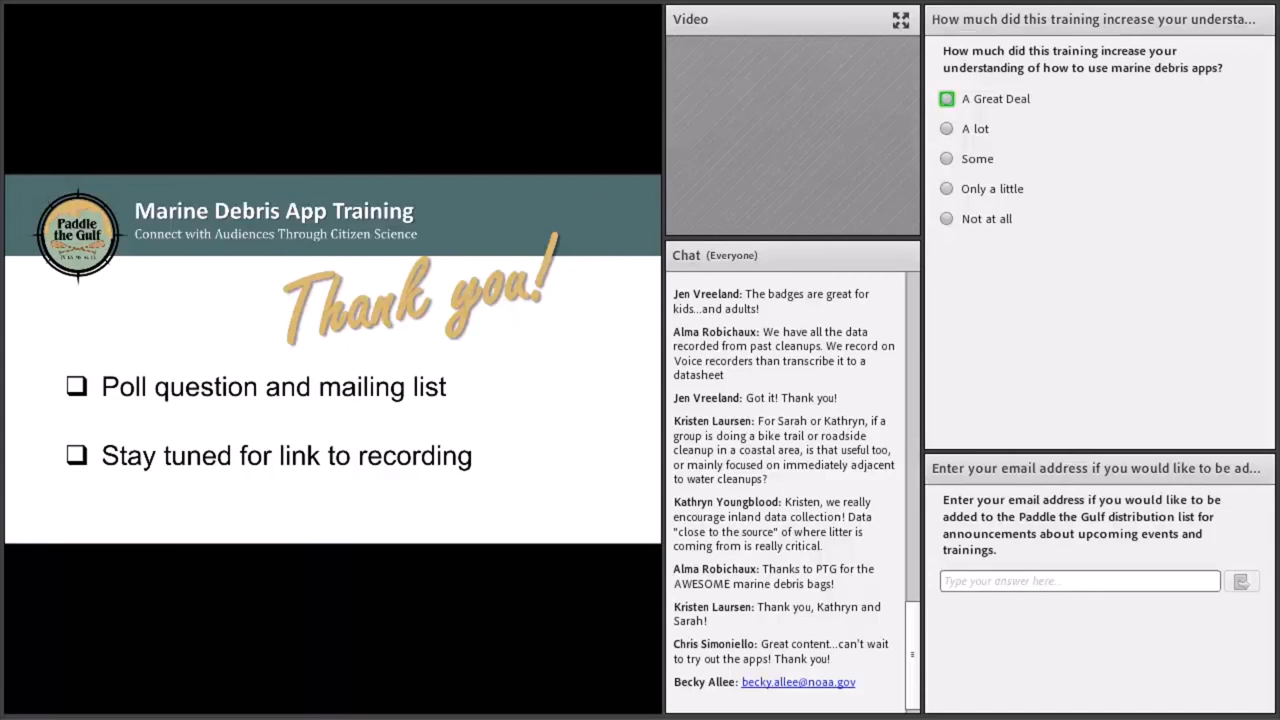 Marine Debris App Training
Connect with Audiences Through Citizen Science
Paddle
the Gulf
Thank you!
❑ Poll question and mailing list
❑ Stay tuned for link to recording
Video
Chat (Everyone)
Jen Vreeland: The badges are great for
kids...and adults!
Alma Robichaux: We have all the data
recorded from past cleanups. We record on
Voice recorders than transcribe it to a
datasheet
Jen Vreeland: Got it! Thank you!
Kristen Laursen: For Sarah or Kathryn, if a
group is doing a bike trail or roadside
cleanup in a coastal area, is that useful too,
or mainly focused on immediately adjacent
to water cleanups?
Kathryn Youngblood: Kristen, we really
encourage inland data collection! Data
"close to the source" of where litter is
coming from is really critical.
Alma Robichaux: Thanks to PTG for the
AWESOME marine debris bags!
Kristen Laursen: Thank you, Kathryn and
Sarah!
Chris Simoniello: Great content...can't wait
to try out the apps! Thank you!
Becky Allee: becky.allee@noaa.gov
How much did this training increase your understa...
How much did this training increase your
understanding of how to use marine debris apps?
A Great Deal
A lot
Some
Only a little
Not at all
Enter your email address if you would like to be ad...
Enter your email address if you would like to be
added to the Paddle the Gulf distribution list for
announcements about upcoming events and
trainings.
Type your answer here...